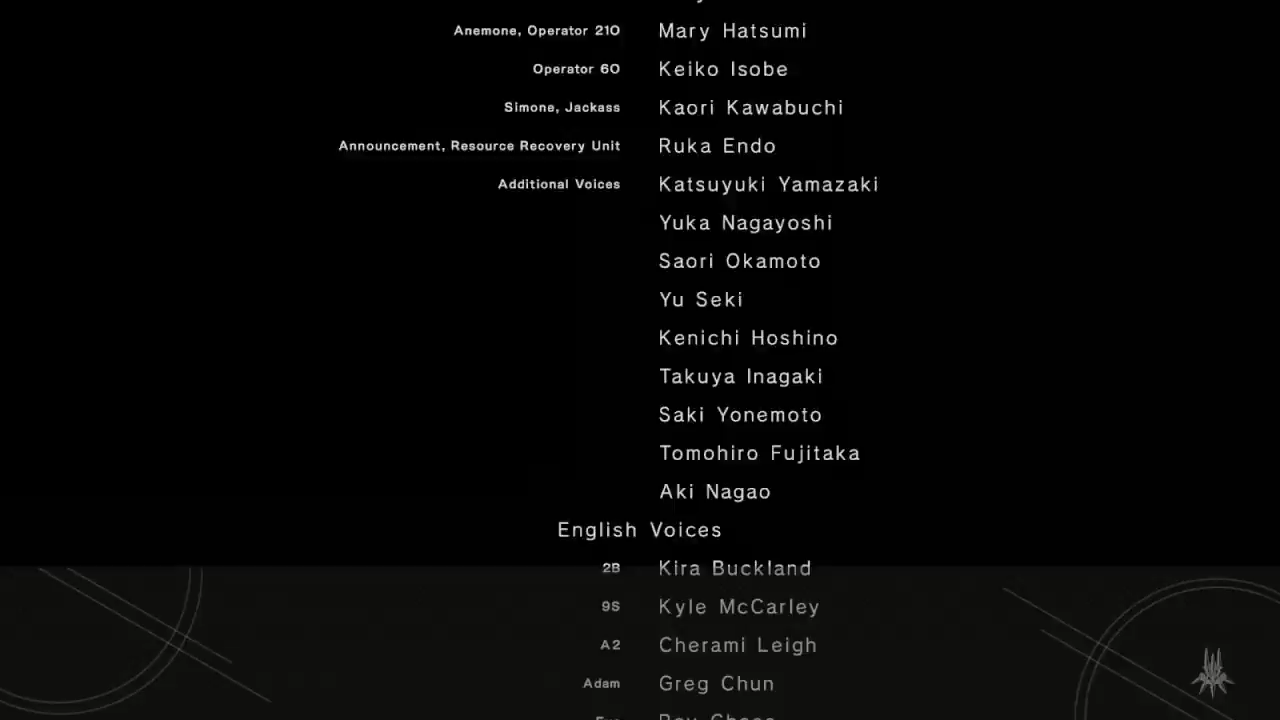 Anemone, Operator 21O Mary Hatsumi
Operator 6O Keiko Isobe
Simone, Jackass Kaori Kawabuchi
Announcement, Resource Recovery Unit Ruka Endo
Additional Voices Katsuyuki Yamazaki
Yuka Nagayoshi
Saori Okamoto
Yu Seki
Kenichi Hoshino
Takuya Inagaki
Saki Yonemoto
Tomohiro Fujitaka
Aki Nagao
English Voices
2B Kira Buckland
9S Kyle McCarley
A2 Cherami Leigh
Adam Greg Chun